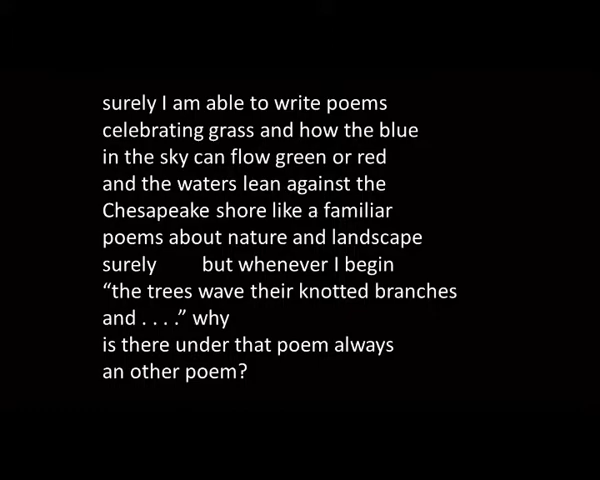 surely I am able to write poems
celebrating grass and how the blue
in the sky can flow green or red
and the waters lean against the
Chesapeake shore like a familiar
poems about nature and landscape
surely        but whenever I begin
“the trees wave their knotted branches
and . . . .” why
is there under that poem always
an other poem?